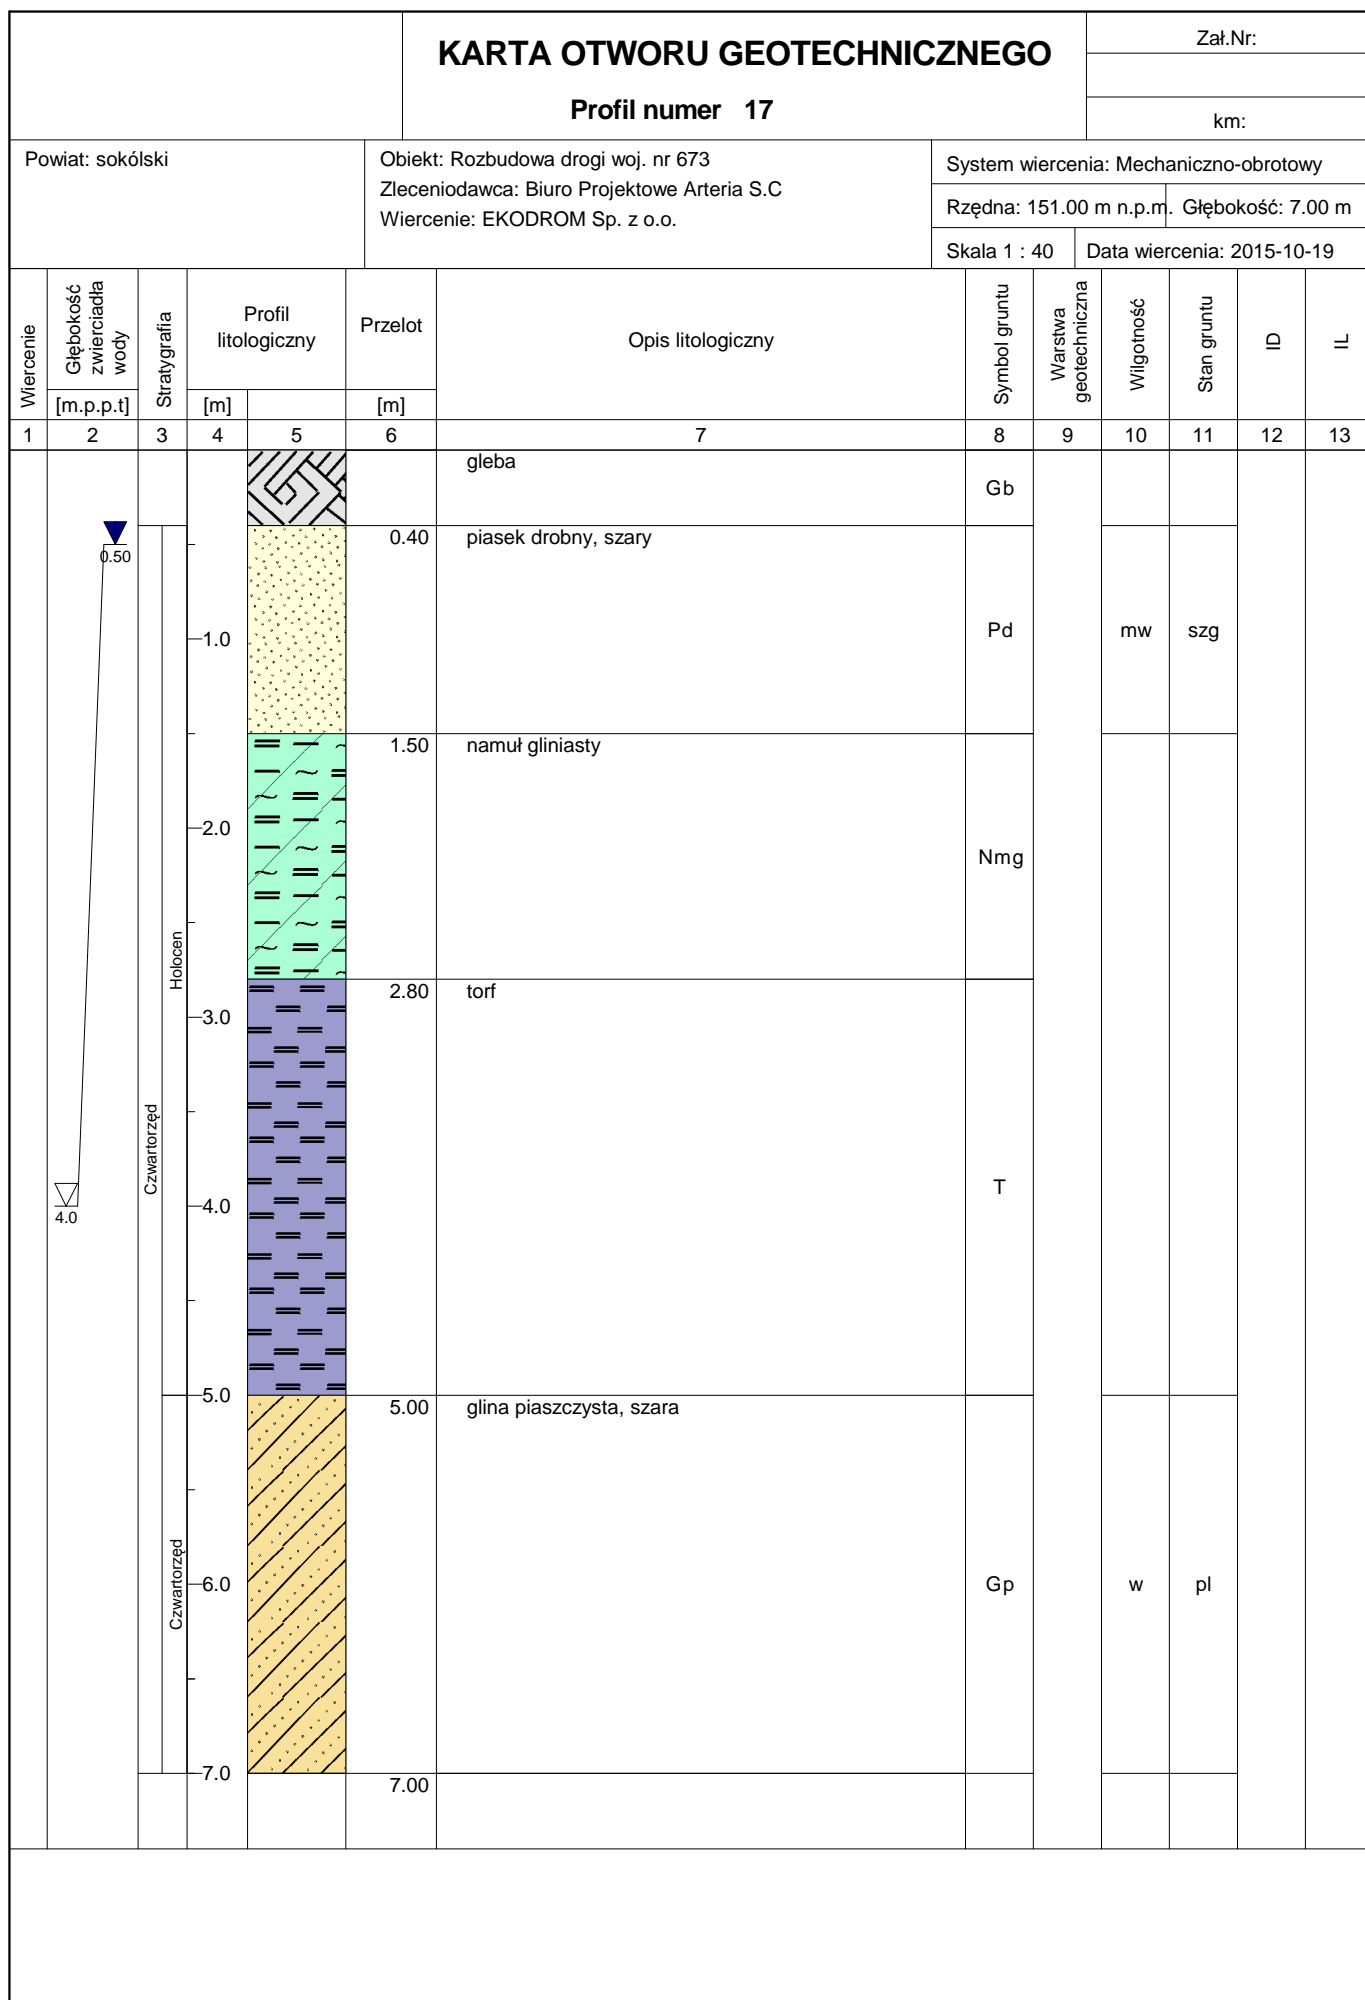 KARTA OTWORU GEOTECHNICZNEGO
Profil numer 17
Zał.Nr:
km:
Powiat: sokólski
Obiekt: Rozbudowa drogi woj. nr 673
Zleceniodawca: Biuro Projektowe Arteria S.C
Wiercenie: EKODROM Sp. z o.o.
System wiercenia: Mechaniczno-obrotowy
Rzędna: 151.00 m n.p.m. Głębokość: 7.00 m
Skala 1 : 40 Data wiercenia: 2015-10-19
Wiercenie
Głębokość
zwierciadła
wody
[m.p.p.t]
Stratygrafia
Profil
litologiczny
[m]
Przelot
[m]
Opis litologiczny
Symbol gruntu
Warstwa
geotechniczna
Wilgotność
Stan gruntu
ID
IL
1 2 3 4 5 6 7 8 9 10 11 12 13
gleba
Gb
0.50
0.40 piasek drobny, szary
1.0
Pd mw szg
1.50 namuł gliniasty
2.0
Nmg
Holocen
2.80 torf
3.0
Czwartorzęd
T
4.0
4.0
5.0
5.00 glina piaszczysta, szara
Czwartorzęd
6.0
Gp w pl
7.0
7.00